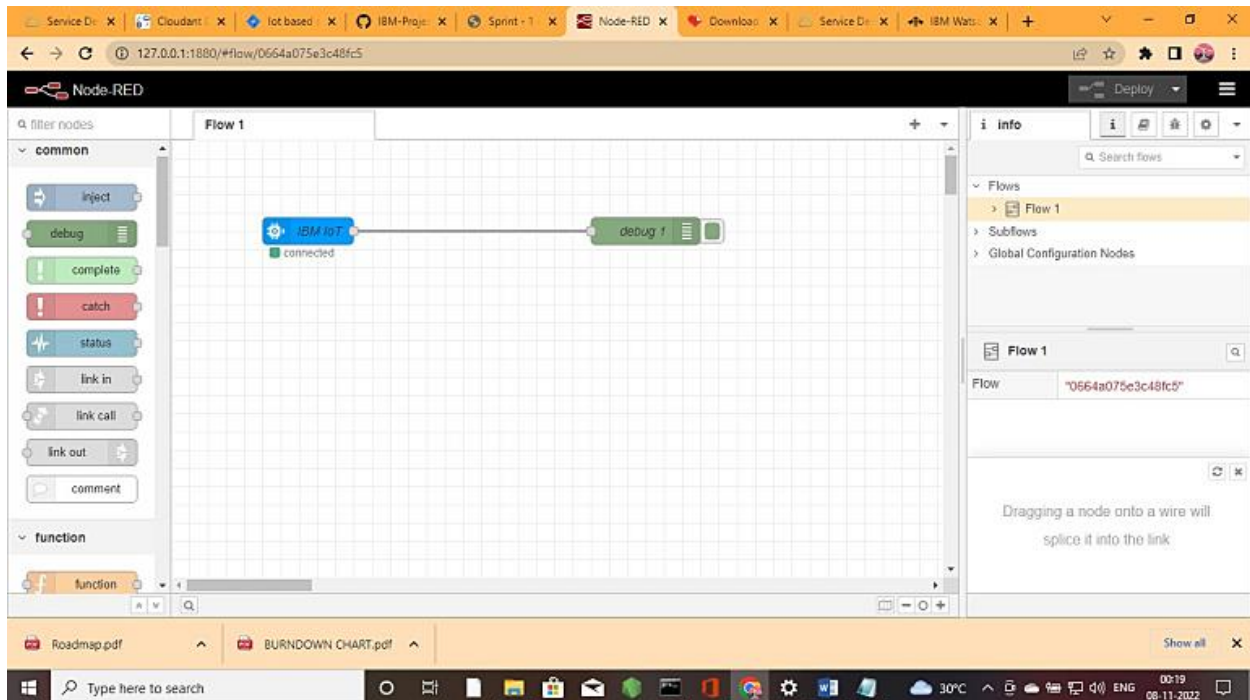 Service De
Cloudant
Iot based
IBM-Proje
Sprint - 1
Node-RED
Download
Service De
IBM Wats
127.0.0.1:1880/#flow/0664a075e3c48fc5
Node-RED
Deploy
filter nodes
Flow 1
i info
common
Search flows
inject
debug
complete
catch
status
link in
link call
link out
comment
function
function
IBM IoT
connected
debug 1
Flows
Flow 1
Subflows
Global Configuration Nodes
Flow 1
Flow "0664a075e3c48fc5"
Dragging a node onto a wire will
splice it into the link
Roadmap.pdf
BURNDOWN CHART.pdf
Show all
Type here to search
30°C
ENG
00:19
08-11-2022